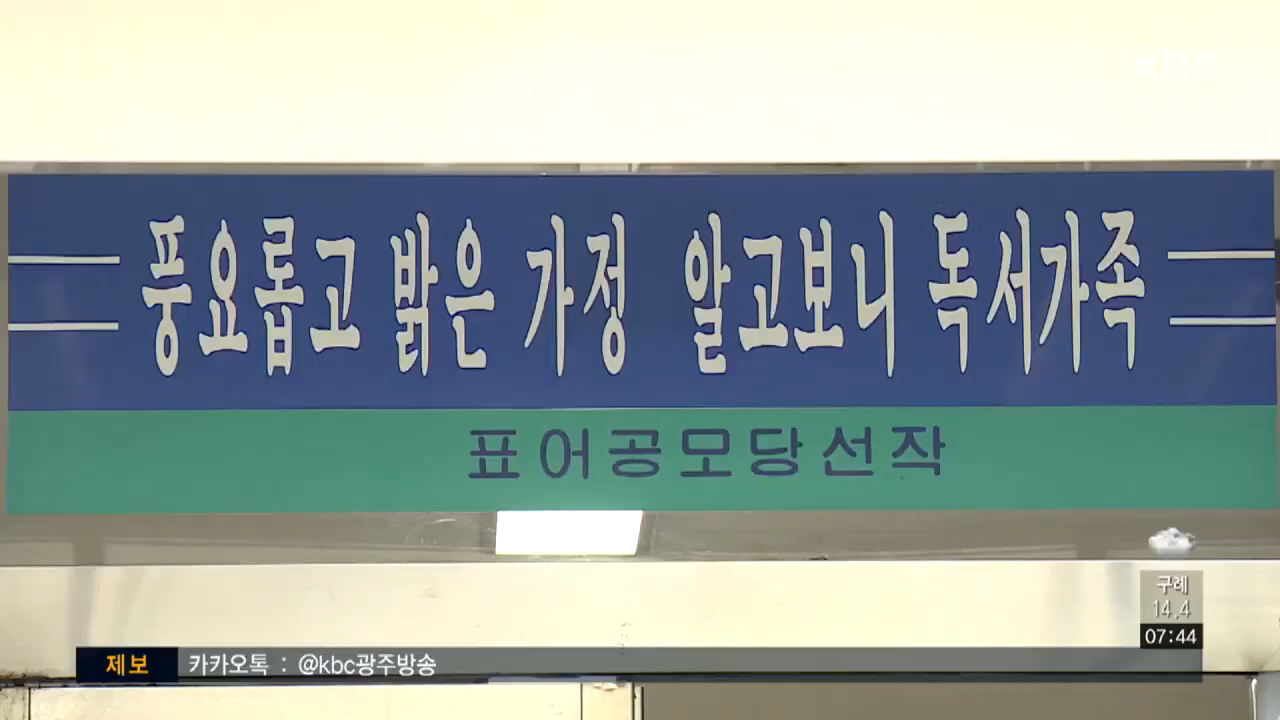 kbc
풍요롭고 밝은 가정 알고보니 독서가족
표어공모당선작
구례
14.4
07:44
제보 카카오톡 : @kbc광주방송